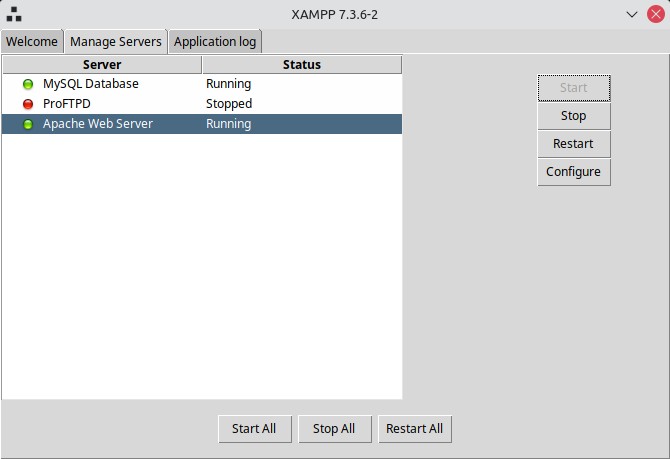 XAMPP 7.3.6-2
Welcome Manage Servers Application log
Server Status
MySQL Database Running
ProFTPD Stopped
Apache Web Server Running
Start
Stop
Restart
Configure
Start All Stop All Restart All